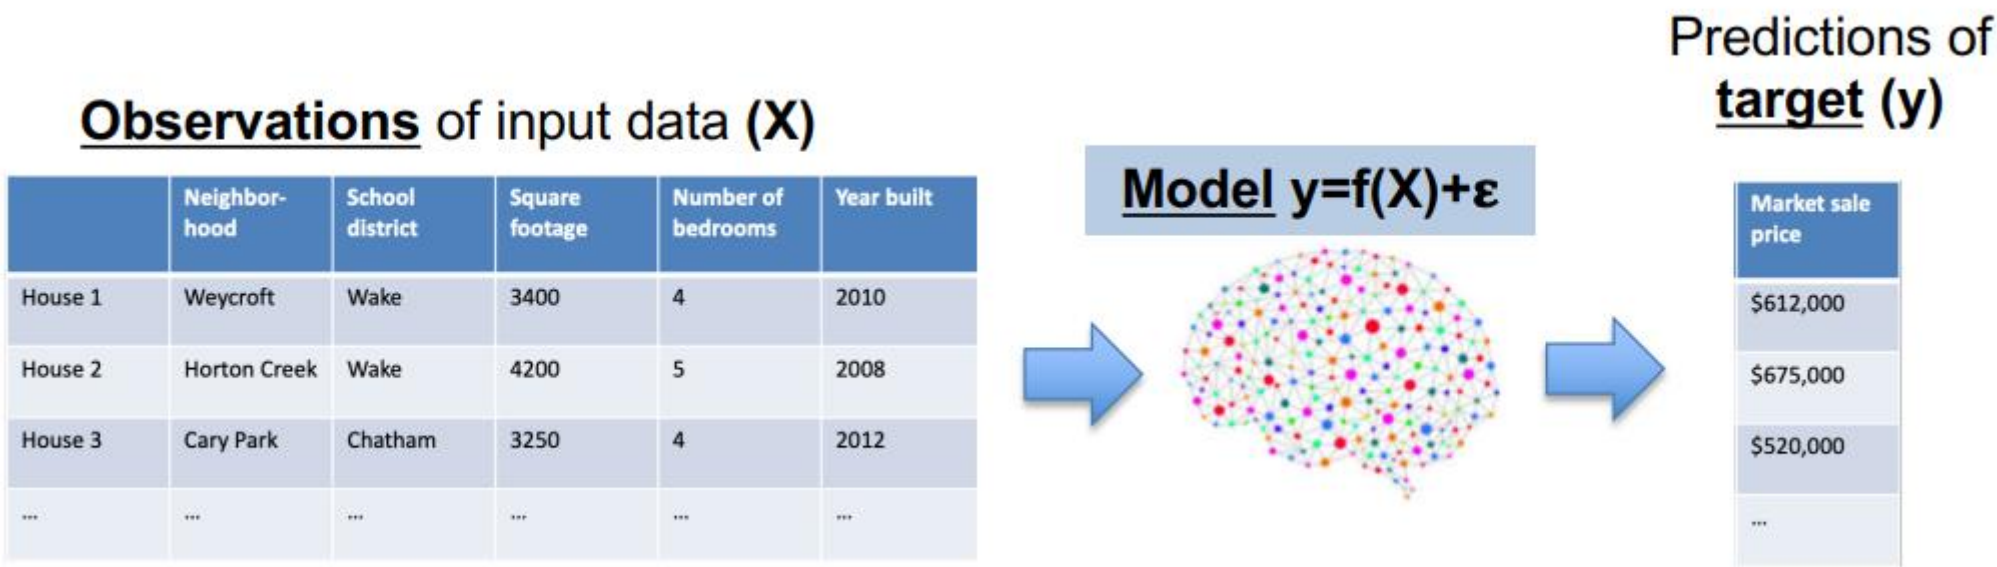 Observations of input data (X)
Neighbor-
hood
School
district
Square
footage
Number of
bedrooms
Year built
House 1 Weycroft Wake 3400 4 2010
House 2 Horton Creek Wake 4200 5 2008
House 3 Cary Park Chatham 3250 4 2012
... ... ... ... ... ...
Model y=f(X)+ε
Predictions of
target (y)
Market sale
price
$612,000
$675,000
$520,000
...